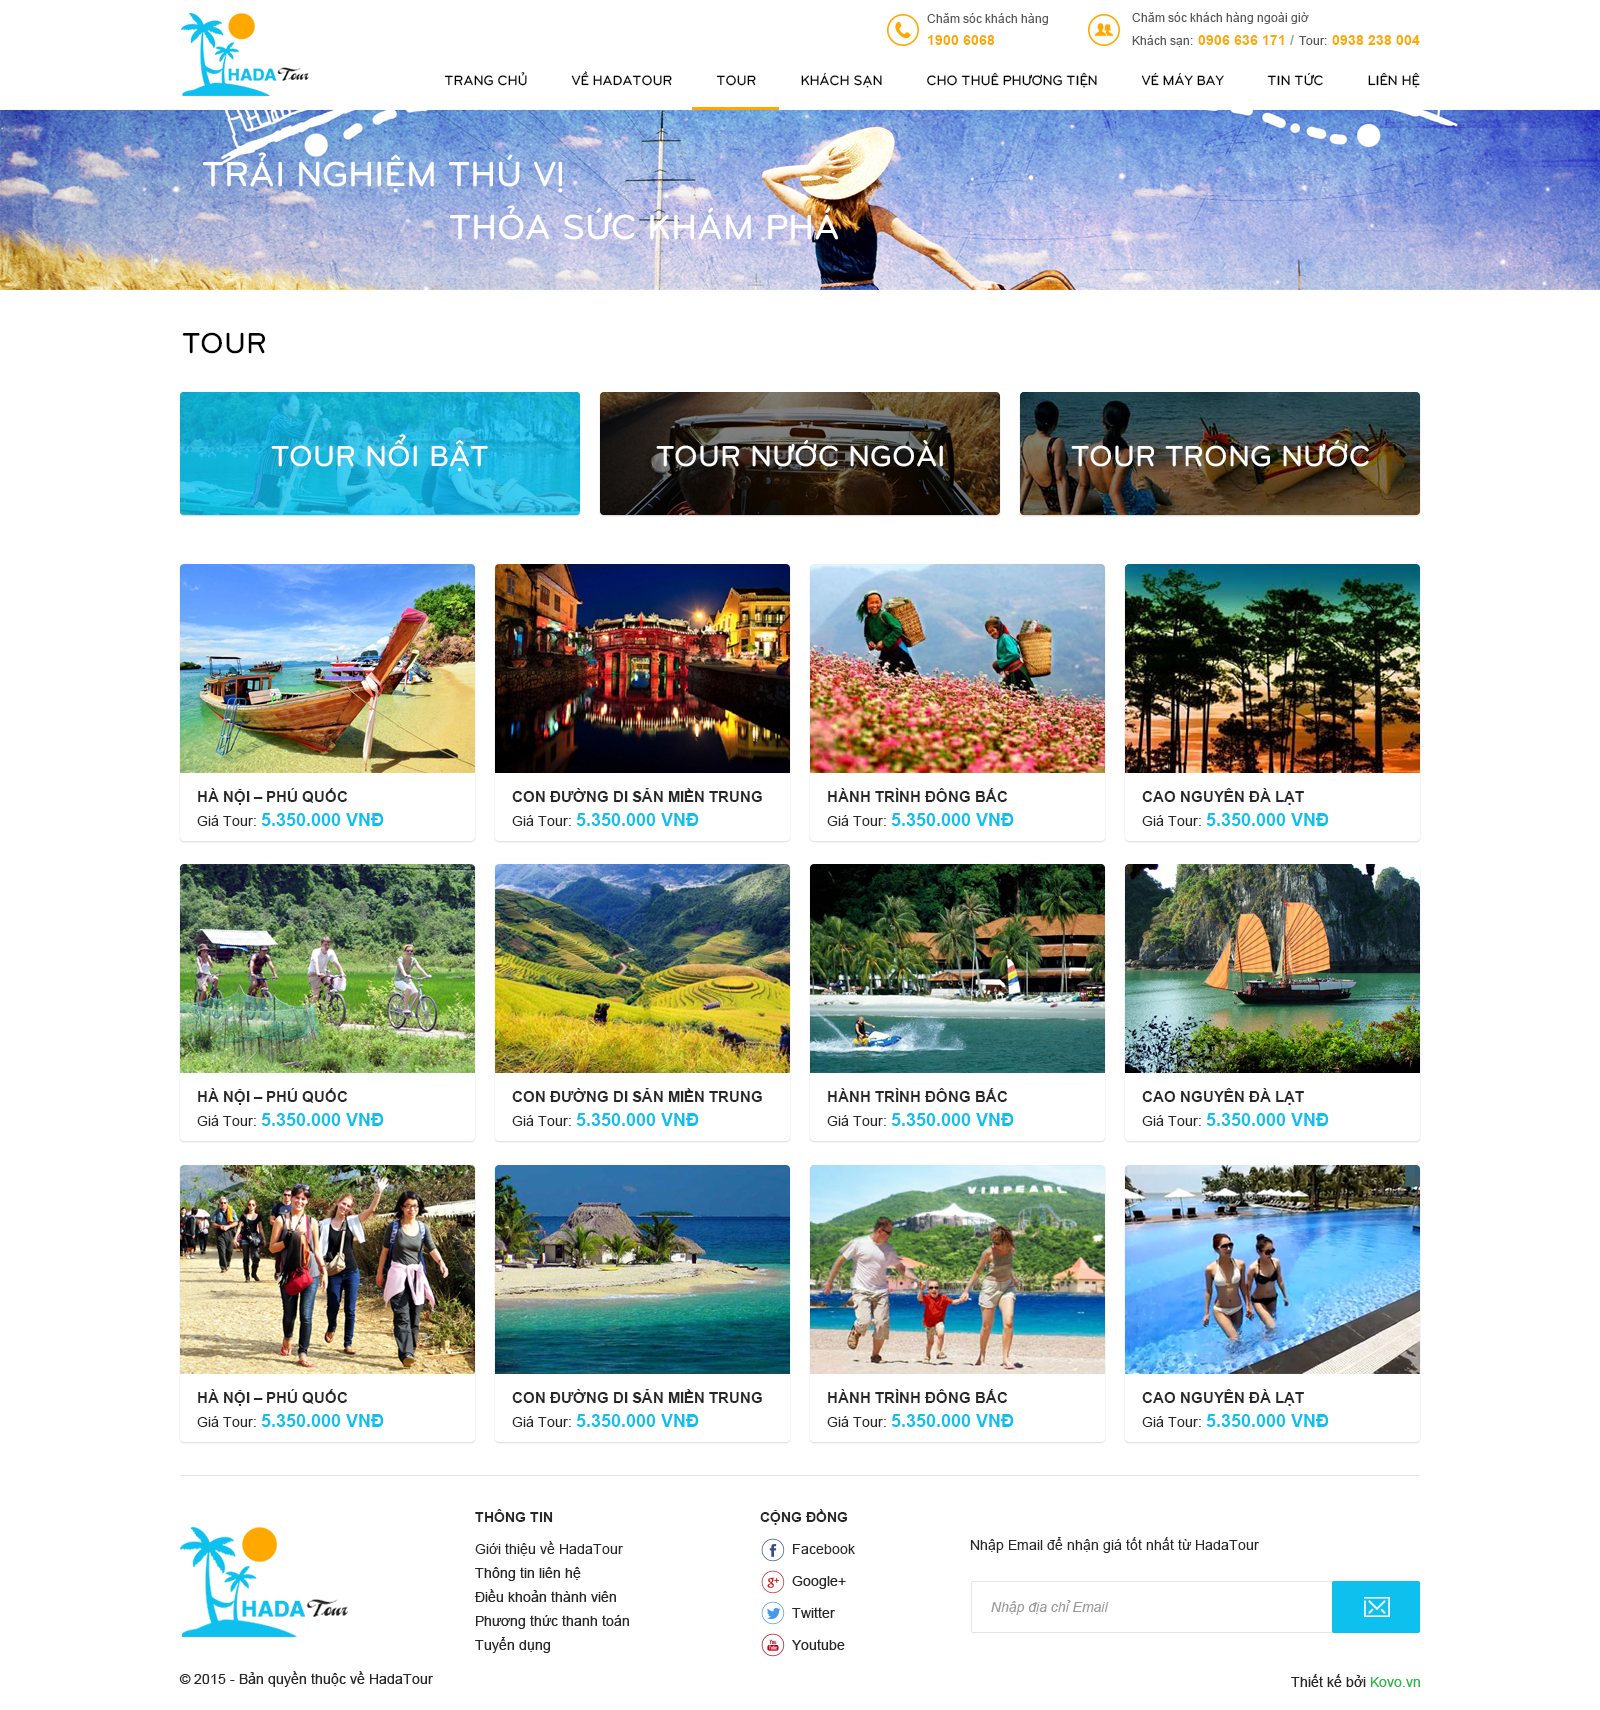 HADA Tour
Chăm sóc khách hàng
1900 6068
Chăm sóc khách hàng ngoài giờ
Khách sạn: 0906 636 171 / Tour: 0938 238 004
TRANG CHỦ VỀ HADATOUR TOUR KHÁCH SẠN CHO THUÊ PHƯƠNG TIỆN VÉ MÁY BAY TIN TỨC LIÊN HỆ
TRẢI NGHIỆM THÚ VỊ
THỎA SỨC KHÁM PHÁ
TOUR
TOUR NỔI BẬT
TOUR NƯỚC NGOÀI
TOUR TRONG NƯỚC
HÀ NỘI – PHÚ QUỐC
Giá Tour: 5.350.000 VNĐ
CON ĐƯỜNG DI SẢN MIỀN TRUNG
Giá Tour: 5.350.000 VNĐ
HÀNH TRÌNH ĐÔNG BẮC
Giá Tour: 5.350.000 VNĐ
CAO NGUYÊN ĐÀ LẠT
Giá Tour: 5.350.000 VNĐ
HÀ NỘI – PHÚ QUỐC
Giá Tour: 5.350.000 VNĐ
CON ĐƯỜNG DI SẢN MIỀN TRUNG
Giá Tour: 5.350.000 VNĐ
HÀNH TRÌNH ĐÔNG BẮC
Giá Tour: 5.350.000 VNĐ
CAO NGUYÊN ĐÀ LẠT
Giá Tour: 5.350.000 VNĐ
VINPEARL
HÀ NỘI – PHÚ QUỐC
Giá Tour: 5.350.000 VNĐ
CON ĐƯỜNG DI SẢN MIỀN TRUNG
Giá Tour: 5.350.000 VNĐ
HÀNH TRÌNH ĐÔNG BẮC
Giá Tour: 5.350.000 VNĐ
CAO NGUYÊN ĐÀ LẠT
Giá Tour: 5.350.000 VNĐ
HADA Tour
© 2015 - Bản quyền thuộc về HadaTour
THÔNG TIN
Giới thiệu về HadaTour
Thông tin liên hệ
Điều khoản thành viên
Phương thức thanh toán
Tuyển dụng
CỘNG ĐỒNG
Facebook
Google+
Twitter
Youtube
Nhập Email để nhận giá tốt nhất từ HadaTour
Nhập địa chỉ Email
Thiết kế bởi Kovo.vn